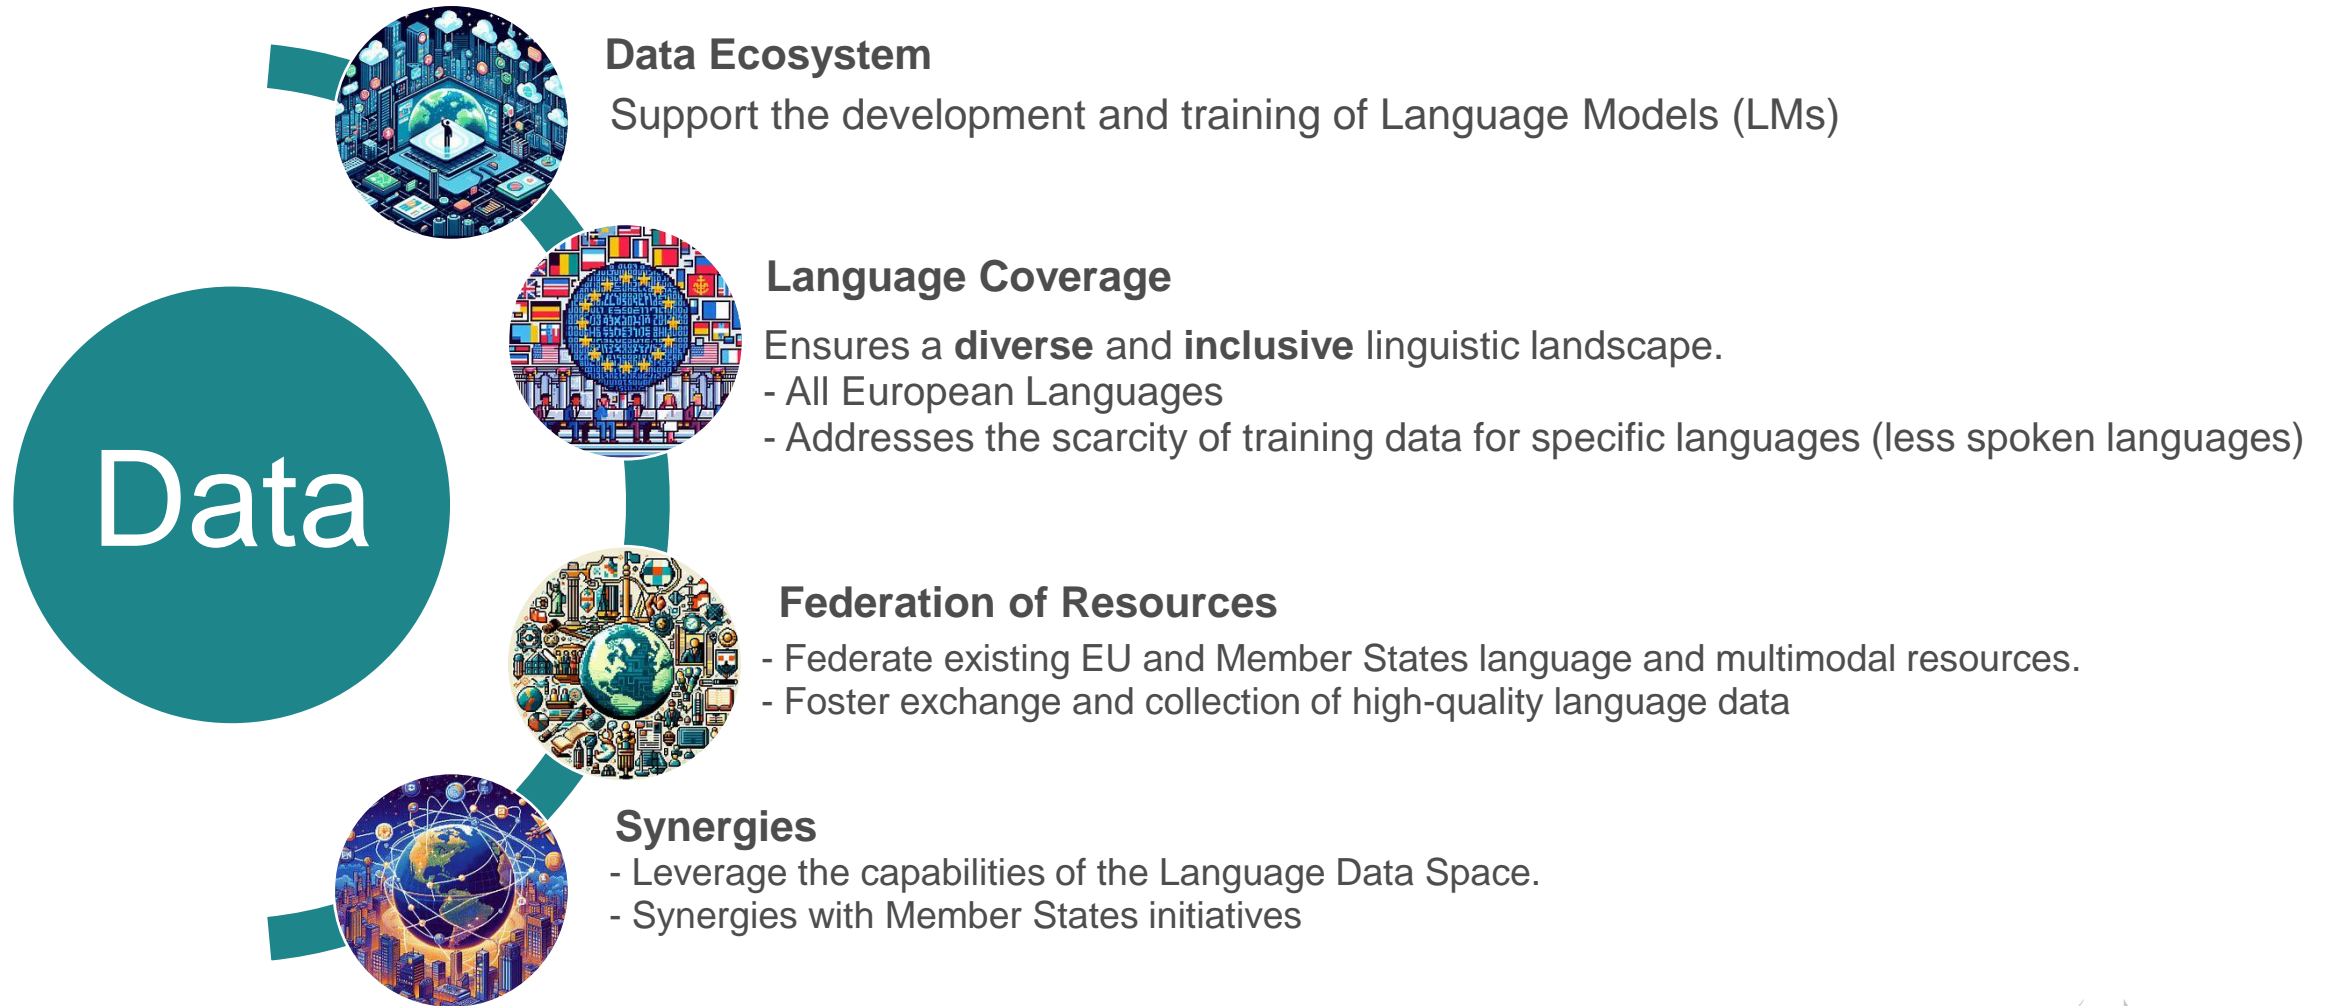 Data
Data Ecosystem
Support the development and training of Language Models (LMs)
Language Coverage
Ensures a diverse and inclusive linguistic landscape.
- All European Languages
- Addresses the scarcity of training data for specific languages (less spoken languages)
Federation of Resources
- Federate existing EU and Member States language and multimodal resources.
- Foster exchange and collection of high-quality language data
Synergies
- Leverage the capabilities of the Language Data Space.
- Synergies with Member States initiatives